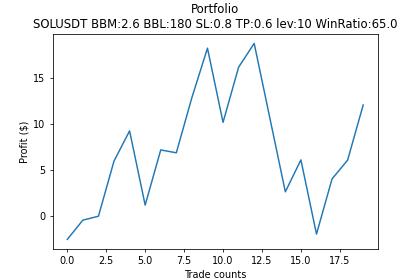 Portfolio
SOLUSDT BBM:2.6 BBL:180 SL:0.8 TP:0.6 lev:10 WinRatio:65.0
Profit ($)
15
10
5
0
0.0 2.5 5.0 7.5 10.0 12.5 15.0 17.5
Trade counts